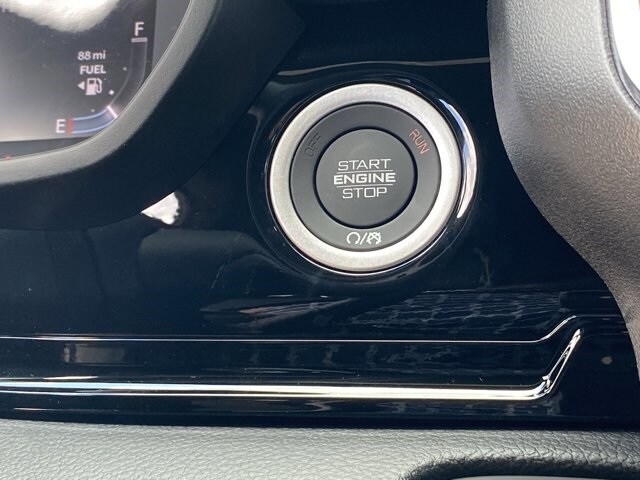 F
88 mi
FUEL
E
OFF
RUN
START
ENGINE
STOP